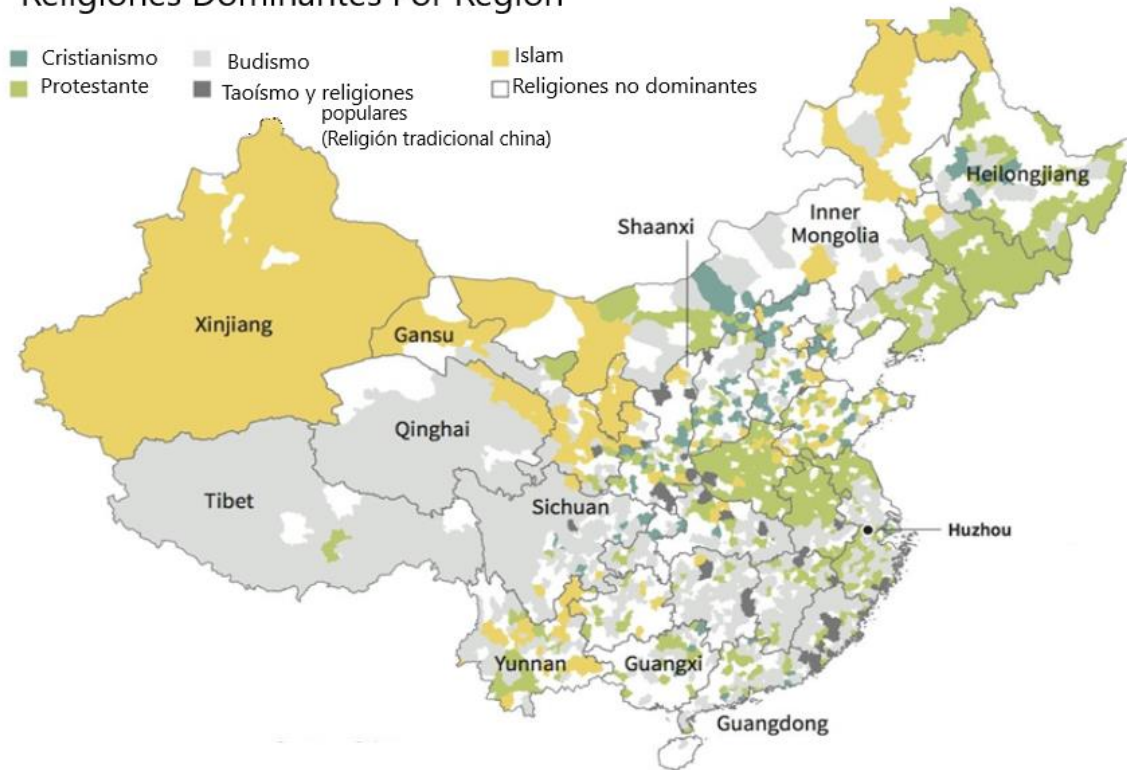 Religiones Dominantes Por Región
Cristianismo
Budismo
Islam
Protestante
Taoísmo y religiones
populares
(Religión tradicional china)
Religiones no dominantes
Heilongjiang
Shaanxi
Inner
Mongolia
Xinjiang
Gansu
Qinghai
Tibet
Sichuan
Huzhou
Yunnan
Guangxi
Guangdong